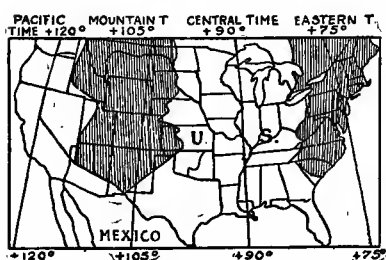 PACIFIC MOUNTAIN T CENTRAL TIME EASTERN T.
TIME +120° +105° +90° +75°
U. S.
MEXICO
+120° +105° +90° +75°